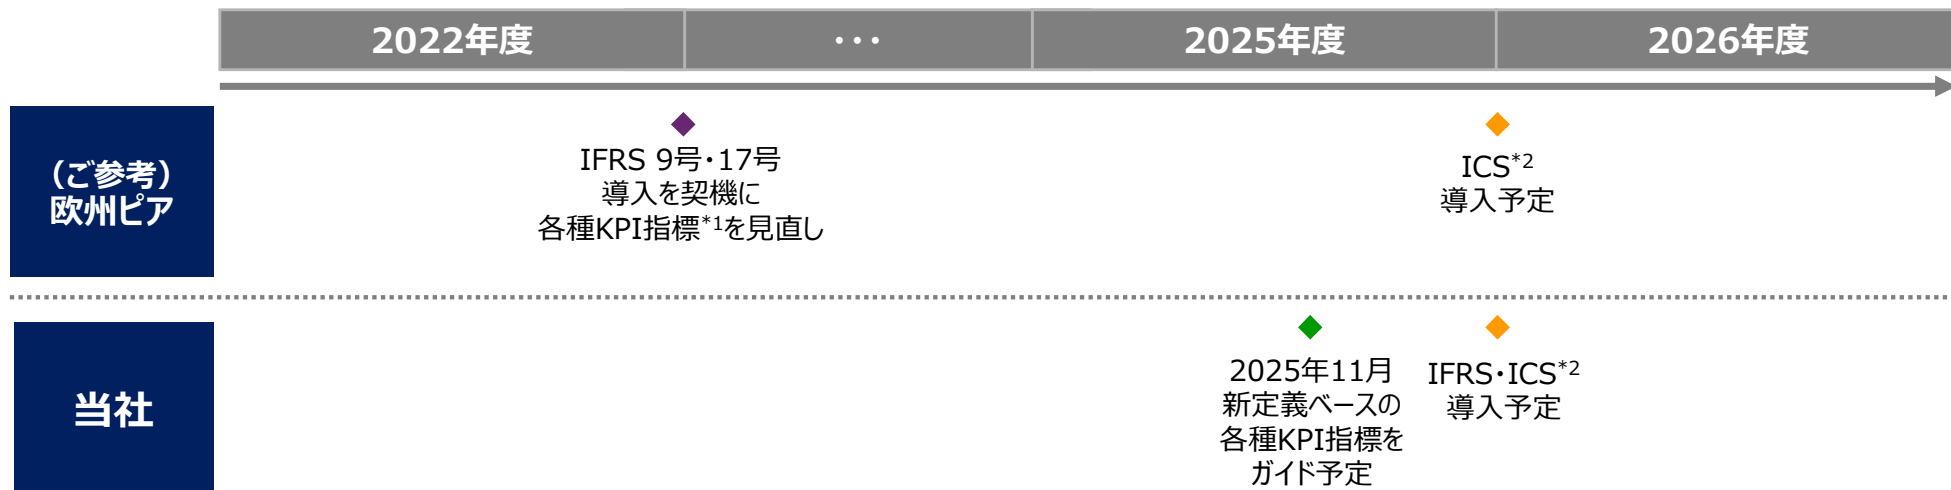 2022年度
・・・
2025年度
2026年度
（ご参考）
欧州ピア
IFRS 9号・17号
導入を契機に
各種KPI指標*1を見直し
ICS*2
導入予定
当社
2025年11月
新定義ベースの
各種KPI指標を
ガイド予定
IFRS・ICS*2
導入予定